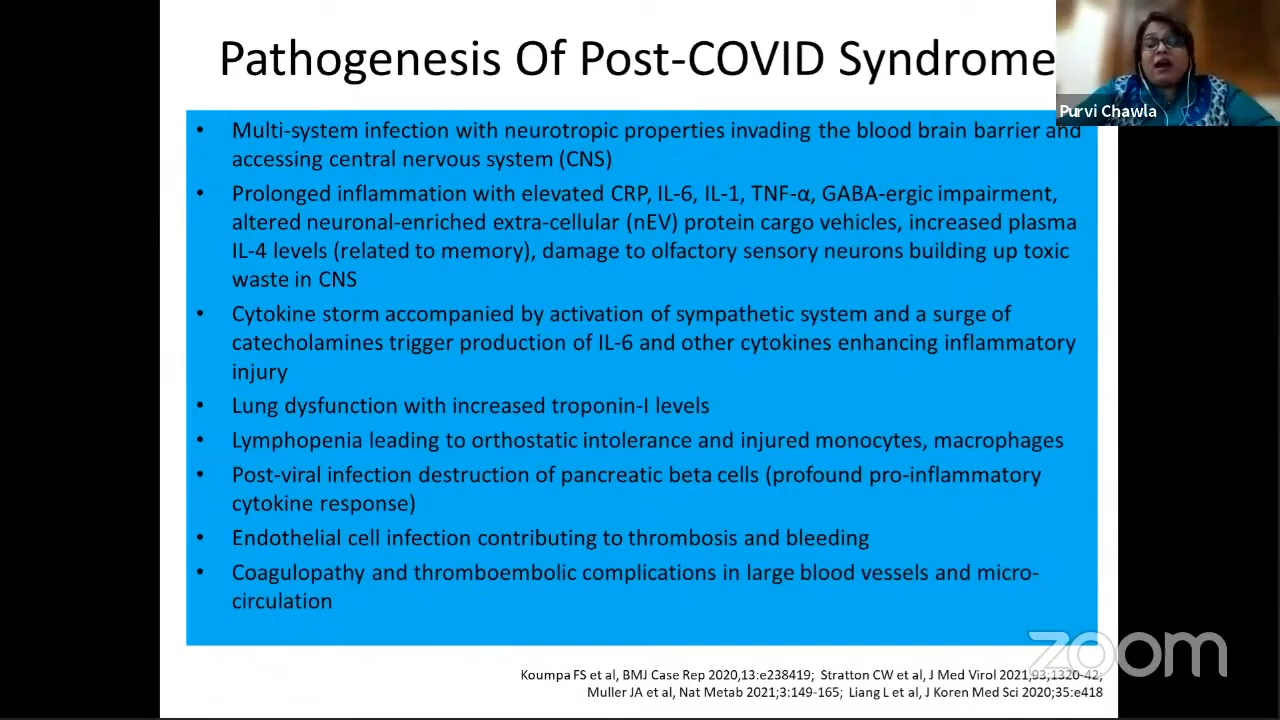 Pathogenesis Of Post-COVID Syndrome
Purvi Chawla
• Multi-system infection with neurotropic properties invading the blood brain barrier and
accessing central nervous system (CNS)
• Prolonged inflammation with elevated CRP, IL-6, IL-1, TNF-α, GABA-ergic impairment,
altered neuronal-enriched extra-cellular (nEV) protein cargo vehicles, increased plasma
IL-4 levels (related to memory), damage to olfactory sensory neurons building up toxic
waste in CNS
• Cytokine storm accompanied by activation of sympathetic system and a surge of
catecholamines trigger production of IL-6 and other cytokines enhancing inflammatory
injury
• Lung dysfunction with increased troponin-I levels
• Lymphopenia leading to orthostatic intolerance and injured monocytes, macrophages
• Post-viral infection destruction of pancreatic beta cells (profound pro-inflammatory
cytokine response)
• Endothelial cell infection contributing to thrombosis and bleeding
• Coagulopathy and thromboembolic complications in large blood vessels and micro-
circulation
zoom
Koumpa FS et al, BMJ Case Rep 2020,13:e238419; Stratton CW et al, J Med Virol 2021,93,1320-42;
Muller JA et al, Nat Metab 2021;3:149-165; Liang L et al, J Koren Med Sci 2020;35:e418